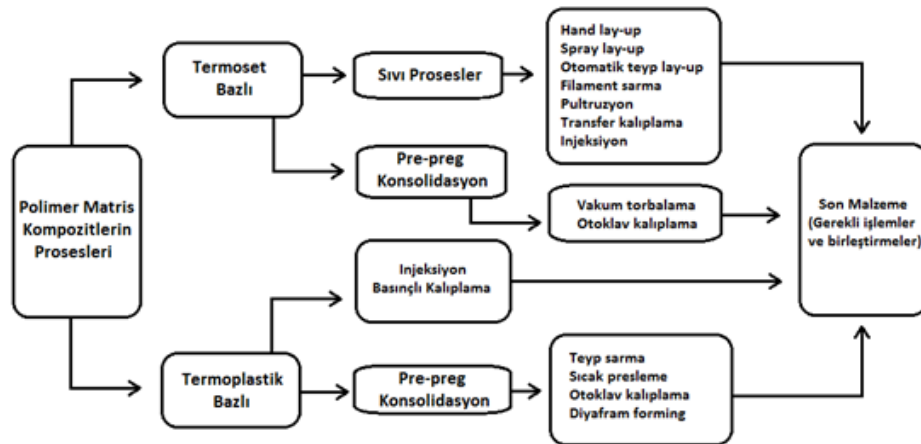 Polimer Matris
Kompozitlerin
Prosesleri
Termoset
Bazlı
Sıvı Prosesler
Hand lay-up
Spray lay-up
Otomatik teyp lay-up
Filament sarma
Pultruzyon
Transfer kalıplama
Injeksiyon
Pre-preg
Konsolidasyon
Vakum torbalama
Otoklav kalıplama
Termoplastik
Bazlı
Injeksiyon
Basınçlı Kalıplama
Pre-preg
Konsolidasyon
Teyp sarma
Sıcak presleme
Otoklav kalıplama
Diyafram forming
Son Malzeme
(Gerekli işlemler
ve birleştirmeler)